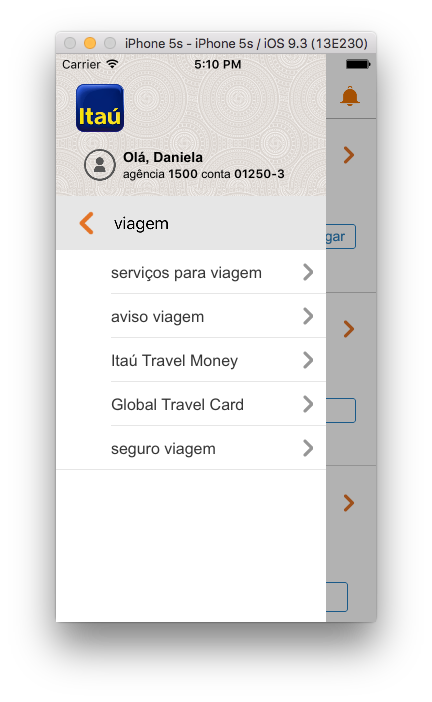 iPhone 5s - iPhone 5s / iOS 9.3 (13E230)
Carrier 5:10 PM
Itaú
Olá, Daniela
agência 1500 conta 01250-3
viagem
gar
serviços para viagem
aviso viagem
Itaú Travel Money
Global Travel Card
seguro viagem